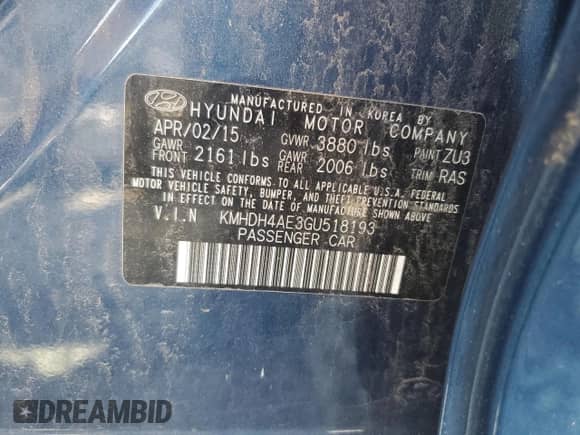 MANUFACTURED IN KOREA BY
HYUNDAI MOTOR COMPANY
APR/02/15 GVWR 3880 lbs PAINT ZU3
GAWR FRONT 2161 lbs GAWR REAR 2006 lbs TRIM RAS
THIS VEHICLE CONFORMS TO ALL APPLICABLE U.S.A. FEDERAL
MOTOR VEHICLE SAFETY, BUMPER, AND THEFT PREVENTION STANDARDS
IN EFFECT ON THE DATE OF MANUFACTURE SHOWN ABOVE.
V.I.N KMHDH4AE3GU518193
PASSENGER CAR
DREAMBID